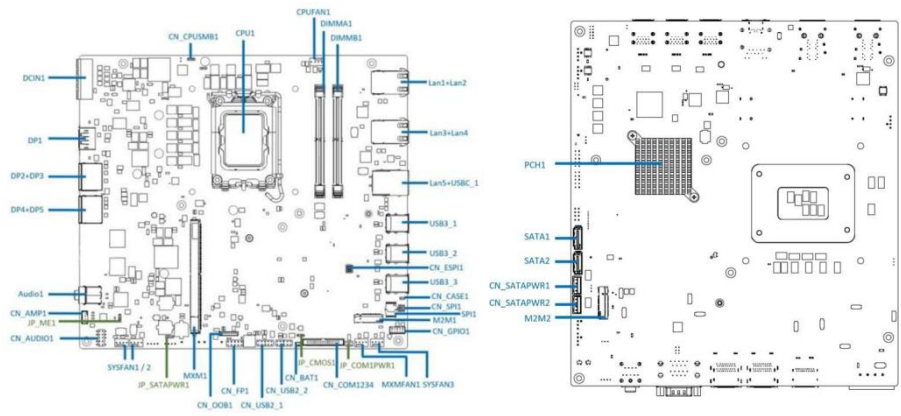 CPUFAN1
DIMMA1
CN_CPUSMB1
CPU1
DIMMB1
DCIN1
Lan1+Lan2
DP1
Lan3+Lan4
DP2+DP3
Lan5+USBC_1
DP4+DP5
USB3_1
USB3_2
CN_ESPI1
USB3_3
Audio1
CN_CASE1
CN_SPI1
CN_AMP1
SPI1
JP_ME1
M2M1
CN_GPIO1
CN_AUDIO1
SYSFAN1 / 2
JP_SATAPWR1
MXM1
CN_OOB1
CN_FP1
CN_USB2_1
CN_USB2_2
CN_BAT1
JP_CMOS1
CN_COM1234
JP_COM1PWR1
MXMFAN1
SYSFAN3
PCH1
SATA1
SATA2
CN_SATAPWR1
CN_SATAPWR2
M2M2